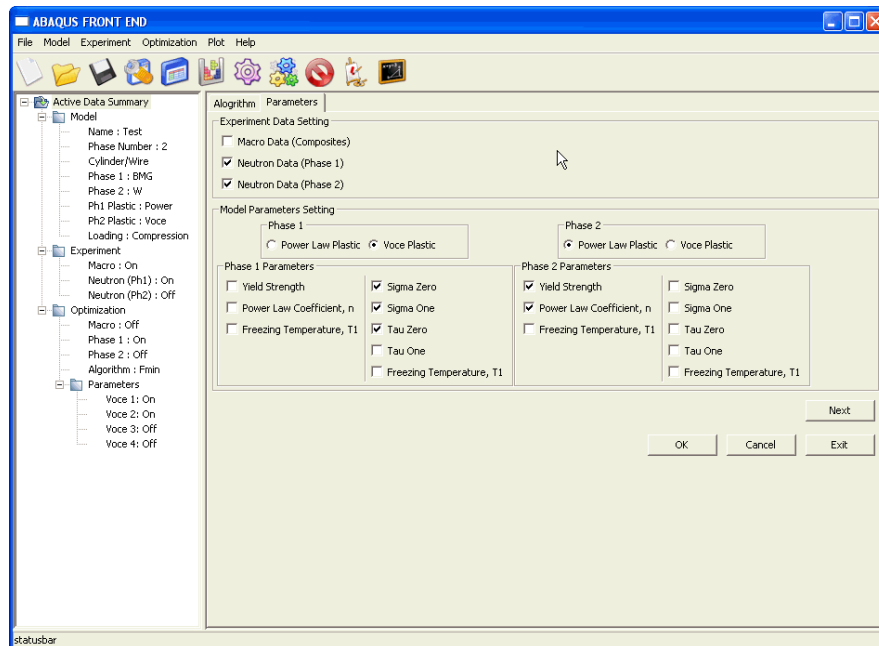 ABAQUS FRONT END
File Model Experiment Optimization Plot Help
Active Data Summary
Model
Name : Test
Phase Number : 2
Cylinder/Wire
Phase 1 : BMG
Phase 2 : W
Ph1 Plastic : Power
Ph2 Plastic : Voce
Loading : Compression
Experiment
Macro : On
Neutron (Ph1) : On
Neutron (Ph2) : Off
Optimization
Macro : Off
Phase 1 : On
Phase 2 : Off
Algorithm : Fmin
Parameters
Voce 1: On
Voce 2: On
Voce 3: Off
Voce 4: Off
Alogrithm Parameters
Experiment Data Setting
Macro Data (Composites)
Neutron Data (Phase 1)
Neutron Data (Phase 2)
Model Parameters Setting
Phase 1 Phase 2
Power Law Plastic Voce Plastic Power Law Plastic Voce Plastic
Phase 1 Parameters Phase 2 Parameters
Yield Strength Sigma Zero Yield Strength Sigma Zero
Power Law Coefficient, n Sigma One Power Law Coefficient, n Sigma One
Freezing Temperature, T1 Tau Zero Freezing Temperature, T1 Tau Zero
Tau One Tau One
Freezing Temperature, T1 Freezing Temperature, T1
Next
OK Cancel Exit
statusbar